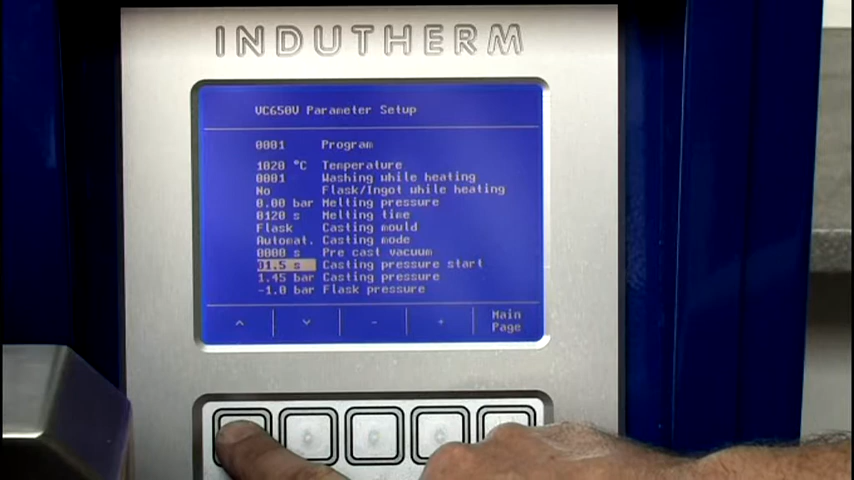 INDUTHERM
VC650V Parameter Setup
0001 Program
1020 °C Temperature
0001 Washing while heating
No Flask/Ingot while heating
0.00 bar Melting pressure
0120 s Melting time
Flask Casting mould
Automat. Casting mode
0000 s Pre cast vacuum
01.5 s Casting pressure start
1.45 bar Casting pressure
-1.0 bar Flask pressure
^ v - + Main
Page